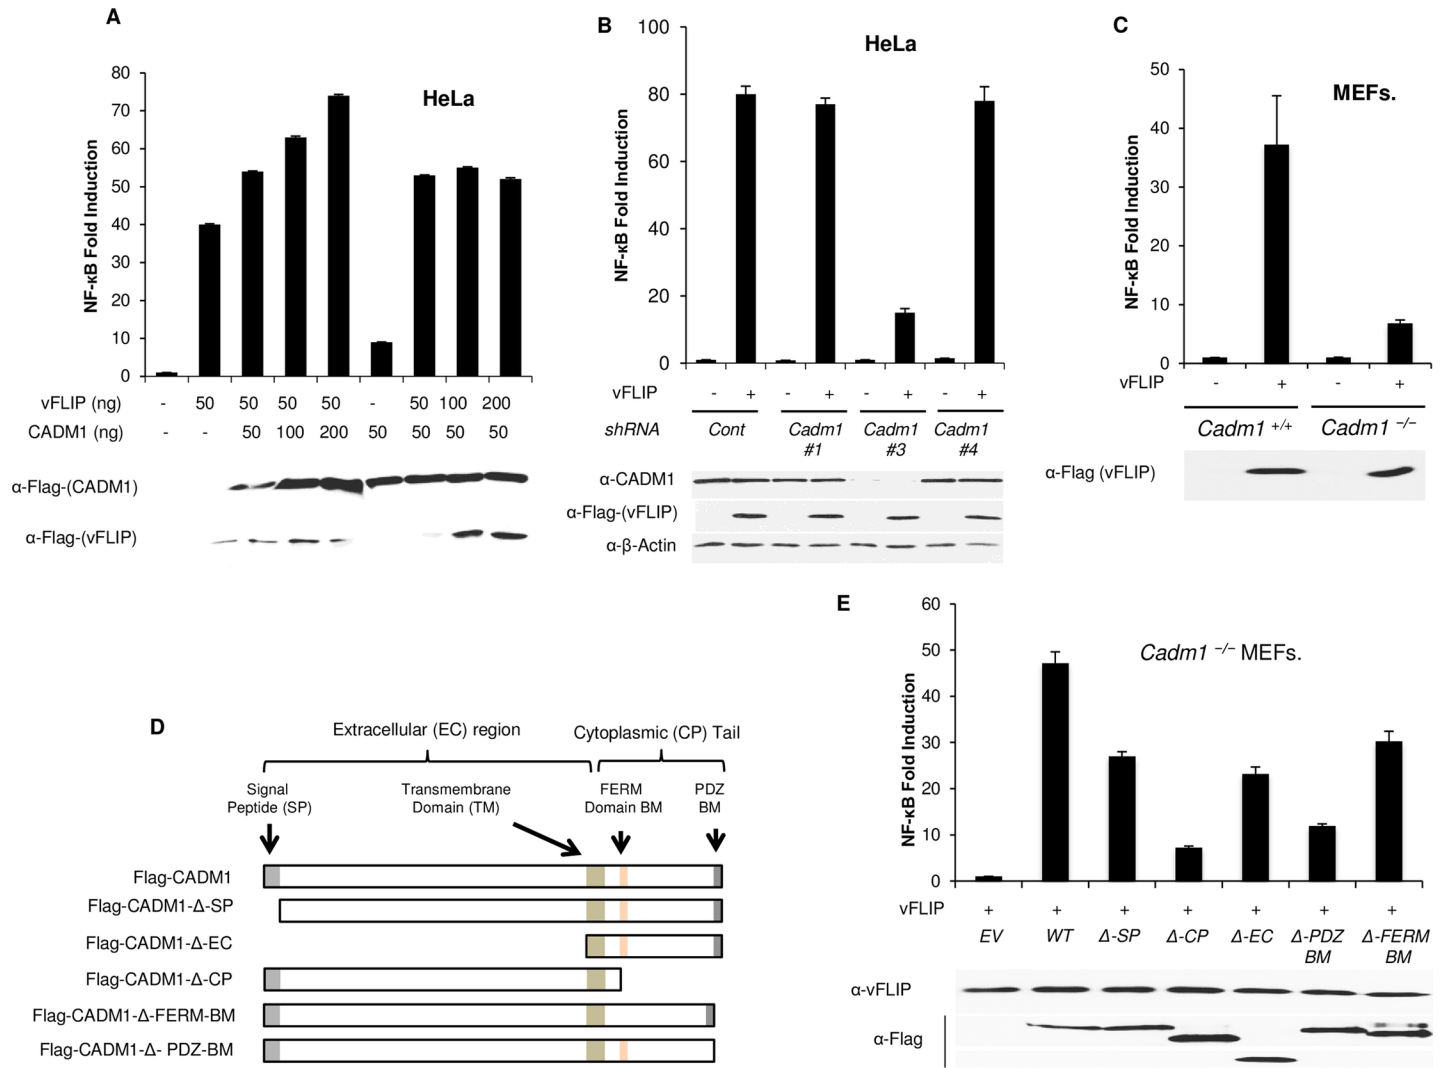 A
HeLa
NF-κB Fold Induction
80
70
60
50
40
30
20
10
0
vFLIP (ng) - 50 50 50 50 - 50 100 200
CADM1 (ng) - - 50 100 200 50 50 50 50
α-Flag-(CADM1)
α-Flag-(vFLIP)
B
HeLa
NF-κB Fold Induction
100
80
60
40
20
0
vFLIP - + - + - + - +
shRNA Cont Cadm1 Cadm1 Cadm1
#1 #3 #4
α-CADM1
α-Flag-(vFLIP)
α-β-Actin
C
MEFs.
NF-κB Fold Induction
50
40
30
20
10
0
vFLIP - + - +
Cadm1 +/+ Cadm1 −/−
α-Flag (vFLIP)
D
Extracellular (EC) region
Cytoplasmic (CP) Tail
Signal
Peptide (SP)
Transmembrane
Domain (TM)
FERM
Domain BM
PDZ
BM
Flag-CADM1
Flag-CADM1-Δ-SP
Flag-CADM1-Δ-EC
Flag-CADM1-Δ-CP
Flag-CADM1-Δ-FERM-BM
Flag-CADM1-Δ- PDZ-BM
E
Cadm1 −/− MEFs.
NF-κB Fold Induction
60
50
40
30
20
10
0
vFLIP + + + + + + +
EV WT Δ-SP Δ-CP Δ-EC Δ-PDZ Δ-FERM
BM BM
α-vFLIP
α-Flag